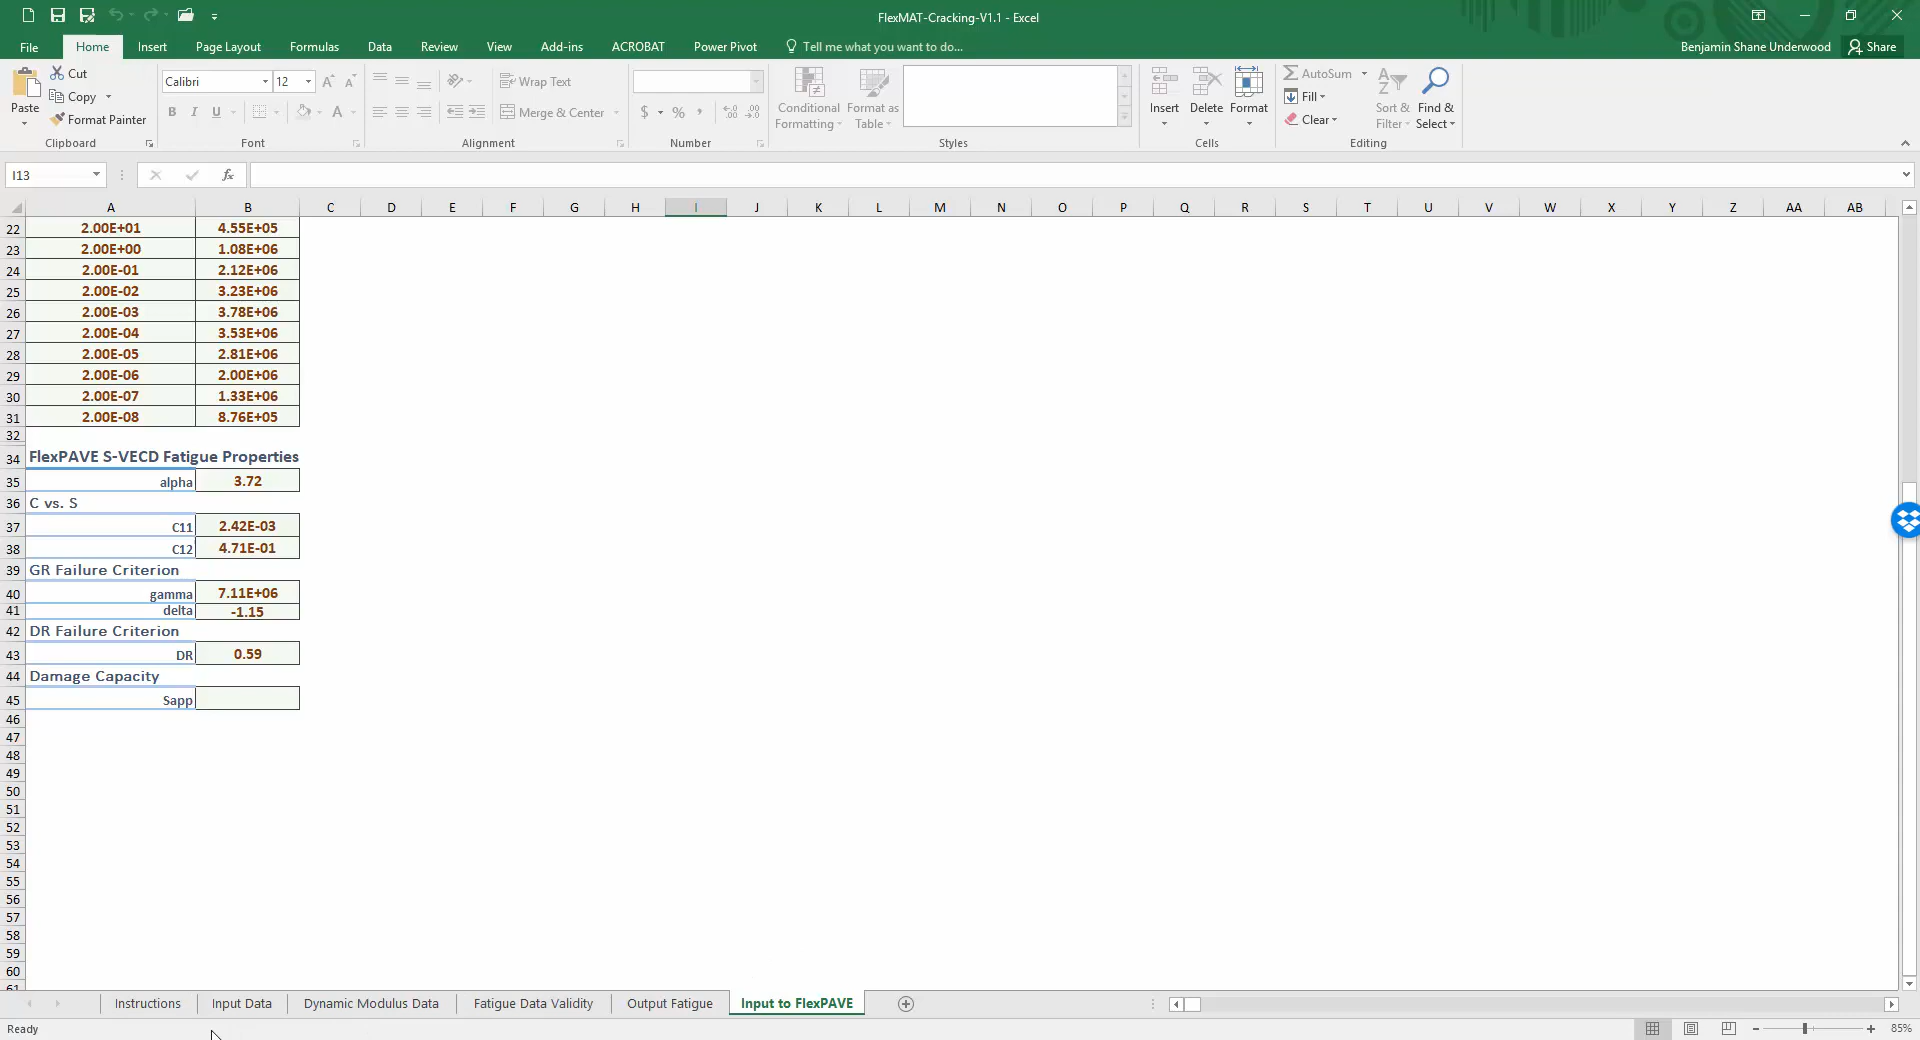 FlexMAT-Cracking-V1.1 - Excel
File Home Insert Page Layout Formulas Data Review View Add-ins ACROBAT Power Pivot Tell me what you want to do... Benjamin Shane Underwood Share
Paste Cut Copy Format Painter
Calibri 12
B I U A
Wrap Text
Merge & Center
$ % ,
Conditional Formatting Format as Table
Insert Delete Format
AutoSum Fill Clear
Sort & Filter Find & Select
Clipboard Font Alignment Number Styles Cells Editing
I13 fx
A B C D E F G H I J K L M N O P Q R S T U V W X Y Z AA AB
22 2.00E+01 4.55E+05
23 2.00E+00 1.08E+06
24 2.00E-01 2.12E+06
25 2.00E-02 3.23E+06
26 2.00E-03 3.78E+06
27 2.00E-04 3.53E+06
28 2.00E-05 2.81E+06
29 2.00E-06 2.00E+06
30 2.00E-07 1.33E+06
31 2.00E-08 8.76E+05
32
34 FlexPAVE S-VECD Fatigue Properties
35 alpha 3.72
36 C vs. S
37 C11 2.42E-03
38 C12 4.71E-01
39 GR Failure Criterion
40 gamma 7.11E+06
41 delta -1.15
42 DR Failure Criterion
43 DR 0.59
44 Damage Capacity
45 Sapp
46
47
48
49
50
51
52
53
54
55
56
57
58
59
60
61
Instructions Input Data Dynamic Modulus Data Fatigue Data Validity Output Fatigue Input to FlexPAVE
Ready 85%